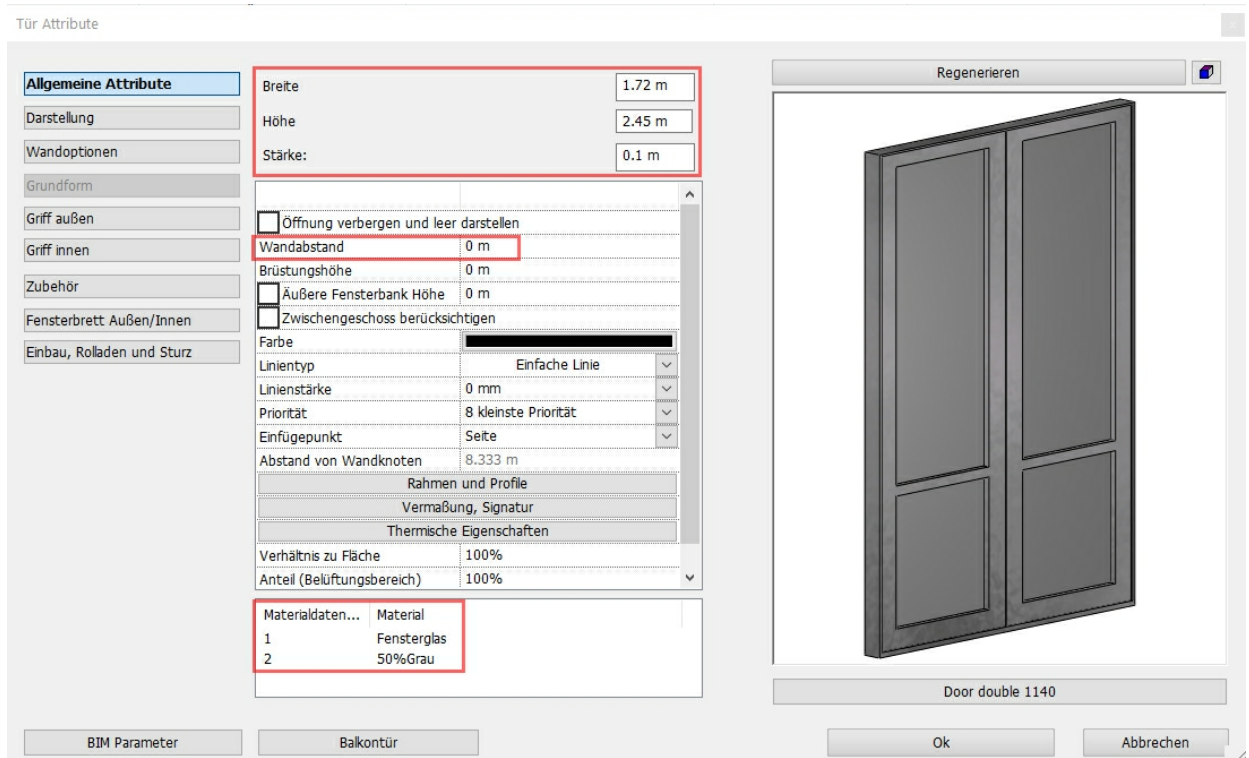 Tür Attribute
Allgemeine Attribute
Darstellung
Wandoptionen
Grundform
Griff außen
Griff innen
Zubehör
Fensterbrett Außen/Innen
Einbau, Rolladen und Sturz
Breite 1.72 m
Höhe 2.45 m
Stärke: 0.1 m
Öffnung verbergen und leer darstellen
Wandabstand 0 m
Brüstungshöhe 0 m
Äußere Fensterbank Höhe 0 m
Zwischengeschoss berücksichtigen
Farbe
Linientyp Einfache Linie
Linienstärke 0 mm
Priorität 8 kleinste Priorität
Einfügepunkt Seite
Abstand von Wandknoten 8.333 m
Rahmen und Profile
Vermaßung, Signatur
Thermische Eigenschaften
Verhältnis zu Fläche 100%
Anteil (Belüftungsbereich) 100%
Materialdaten... Material
1 Fensterglas
2 50%Grau
Regenerieren
Door double 1140
BIM Parameter
Balkontür
Ok
Abbrechen